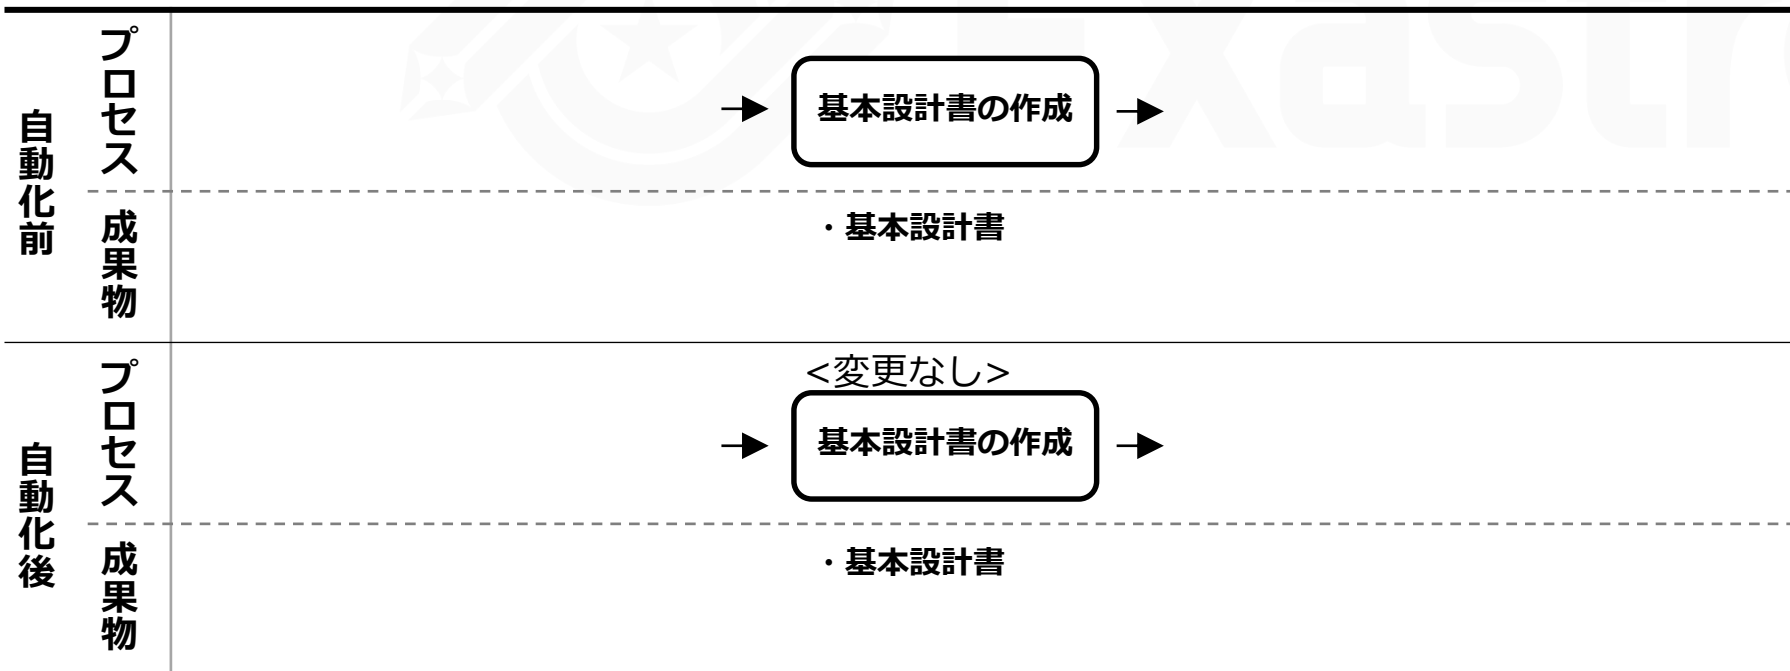 自動化前
プロセス
基本設計書の作成
成果物
・基本設計書
自動化後
プロセス
<変更なし>
基本設計書の作成
成果物
・基本設計書
Exastro